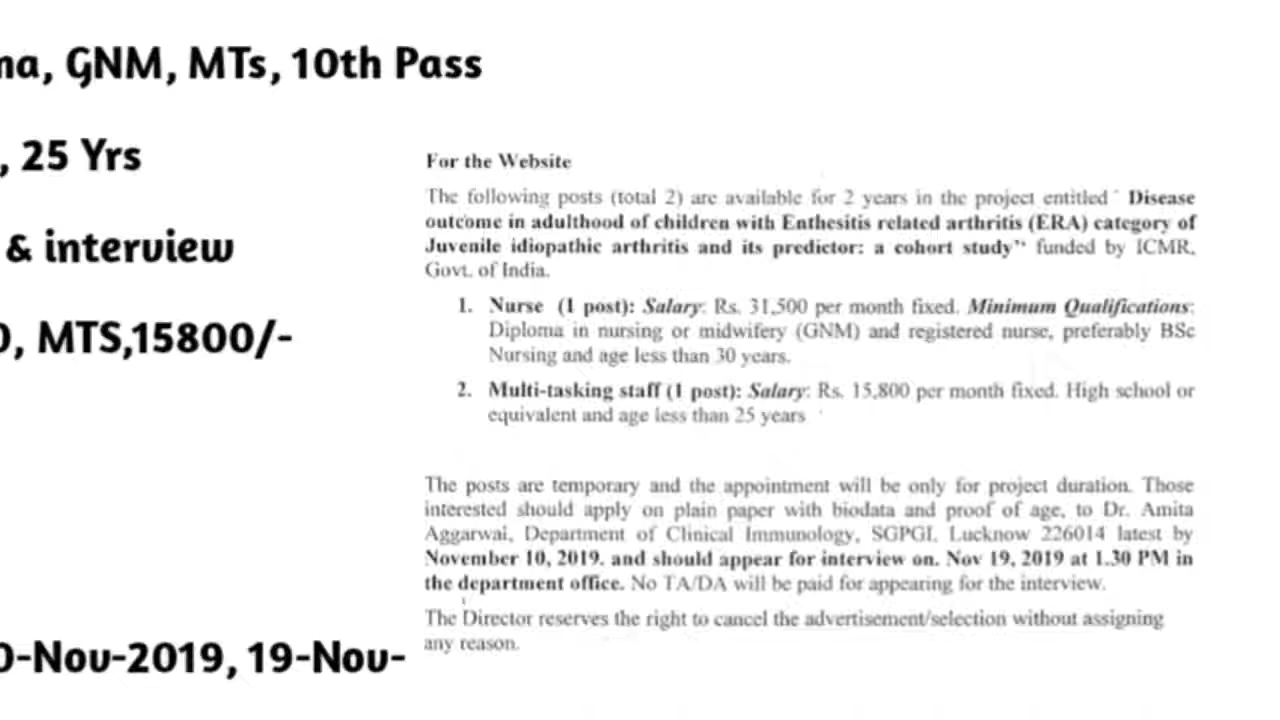 na, GNM, MTs, 10th Pass
, 25 Yrs
& interview
0, MTS,15800/-
0-Nov-2019, 19-Nov-
For the Website
The following posts (total 2) are available for 2 years in the project entitled " Disease
outcome in adulthood of children with Enthesitis related arthritis (ERA) category of
Juvenile idiopathic arthritis and its predictor: a cohort study" funded by ICMR,
Govt. of India.
1. Nurse (1 post): Salary: Rs. 31,500 per month fixed. Minimum Qualifications:
Diploma in nursing or midwifery (GNM) and registered nurse, preferably BSc
Nursing and age less than 30 years.
2. Multi-tasking staff (1 post): Salary: Rs. 15,800 per month fixed. High school or
equivalent and age less than 25 years
The posts are temporary and the appointment will be only for project duration. Those
interested should apply on plain paper with biodata and proof of age, to Dr. Amita
Aggarwal, Department of Clinical Immunology, SGPGI, Lucknow 226014 latest by
November 10, 2019. and should appear for interview on. Nov 19, 2019 at 1.30 PM in
the department office. No TA/DA will be paid for appearing for the interview.
The Director reserves the right to cancel the advertisement/selection without assigning
any reason.